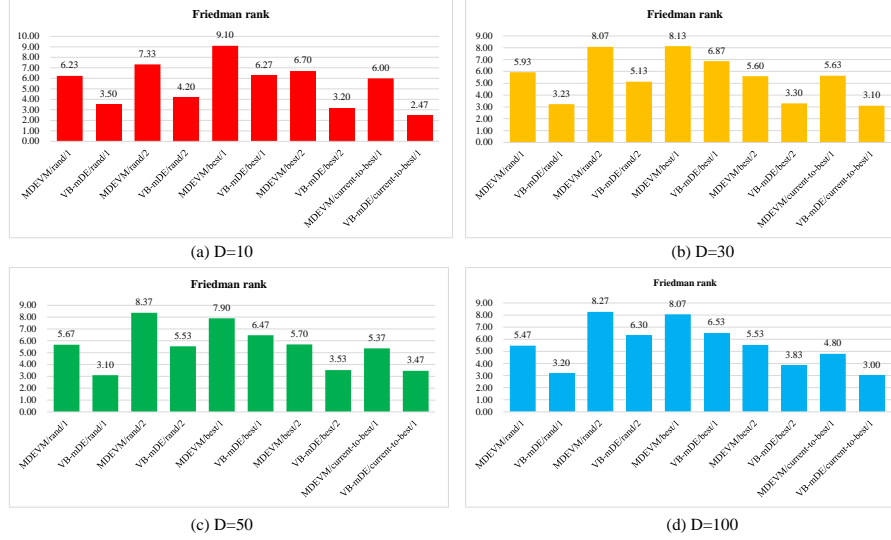 Friedman rank
10.00
9.00
8.00
7.00
6.00
5.00
4.00
3.00
2.00
1.00
0.00
6.23
3.50
7.33
4.20
9.10
6.27
6.70
3.20
6.00
2.47
MDEVM/rand/1
VB-mDE/rand/1
MDEVM/rand/2
VB-mDE/rand/2
MDEVM/best/1
VB-mDE/best/1
MDEVM/best/2
VB-mDE/best/2
MDEVM/current-to-best/1
VB-mDE/current-to-best/1
(a) D=10
Friedman rank
9.00
8.00
7.00
6.00
5.00
4.00
3.00
2.00
1.00
0.00
5.93
3.23
8.07
5.13
8.13
6.87
5.60
3.30
5.63
3.10
MDEVM/rand/1
VB-mDE/rand/1
MDEVM/rand/2
VB-mDE/rand/2
MDEVM/best/1
VB-mDE/best/1
MDEVM/best/2
VB-mDE/best/2
MDEVM/current-to-best/1
VB-mDE/current-to-best/1
(b) D=30
Friedman rank
9.00
8.00
7.00
6.00
5.00
4.00
3.00
2.00
1.00
0.00
5.67
3.10
8.37
5.53
7.90
6.47
5.70
3.53
5.37
3.47
MDEVM/rand/1
VB-mDE/rand/1
MDEVM/rand/2
VB-mDE/rand/2
MDEVM/best/1
VB-mDE/best/1
MDEVM/best/2
VB-mDE/best/2
MDEVM/current-to-best/1
VB-mDE/current-to-best/1
(c) D=50
Friedman rank
9.00
8.00
7.00
6.00
5.00
4.00
3.00
2.00
1.00
0.00
5.47
3.20
8.27
6.30
8.07
6.53
5.53
3.83
4.80
3.00
MDEVM/rand/1
VB-mDE/rand/1
MDEVM/rand/2
VB-mDE/rand/2
MDEVM/best/1
VB-mDE/best/1
MDEVM/best/2
VB-mDE/best/2
MDEVM/current-to-best/1
VB-mDE/current-to-best/1
(d) D=100